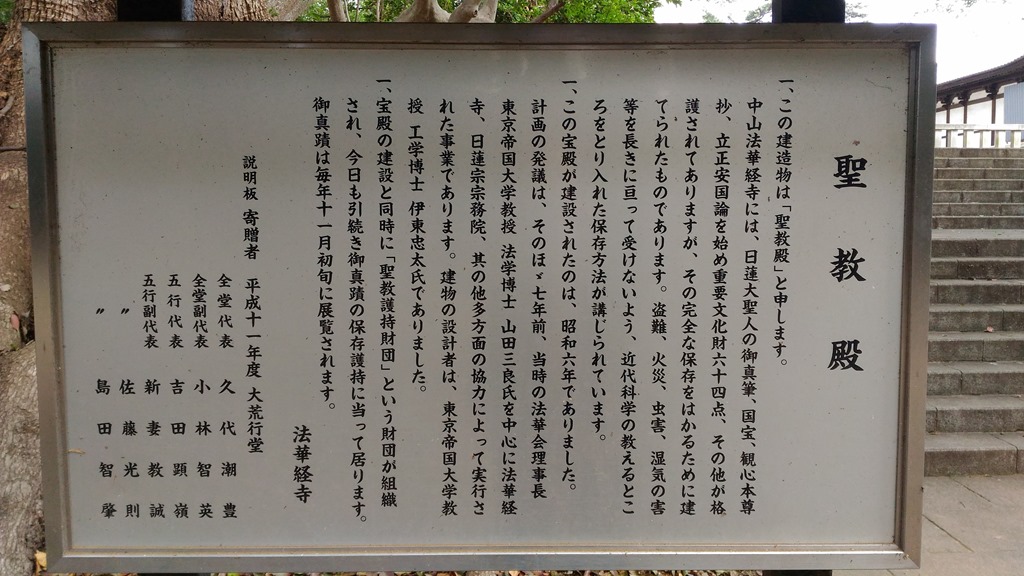 聖教殿
一、この建造物は「聖教殿」と申します。
中山法華経寺には、日蓮大聖人の御真筆、国宝、観心本尊
抄、立正安国論を始め重要文化財六十四点、その他が格
護されてありますが、その完全な保存をはかるために建
てられたものであります。盗難、火災、虫害、湿気の害
等を長きに亘って受けないよう、近代科学の教えるとこ
ろをとり入れた保存方法が講じられています。
一、この宝殿が建設されたのは、昭和六年でありました。
計画の発議は、そのほゞ七年前、当時の法華会理事長
東京帝国大学教授 法学博士 山田三良氏を中心に法華経
寺、日蓮宗宗務院、其の他多方面の協力によって実行さ
れた事業であります。建物の設計者は、東京帝国大学教
授 工学博士 伊東忠太氏でありました。
一、宝殿の建設と同時に「聖教護持財団」という財団が組織
され、今日も引続き御真蹟の保存護持に当って居ります。
御真蹟は毎年十一月初旬に展覧されます。
法華経寺
説明板 寄贈者 平成十一年度 大荒行堂
全堂代表 久代潮豊
全堂副代表 小林智英
五行代表 吉田顕嶺
五行副代表 新妻教誠
〃 佐藤光則
〃 島田智肇